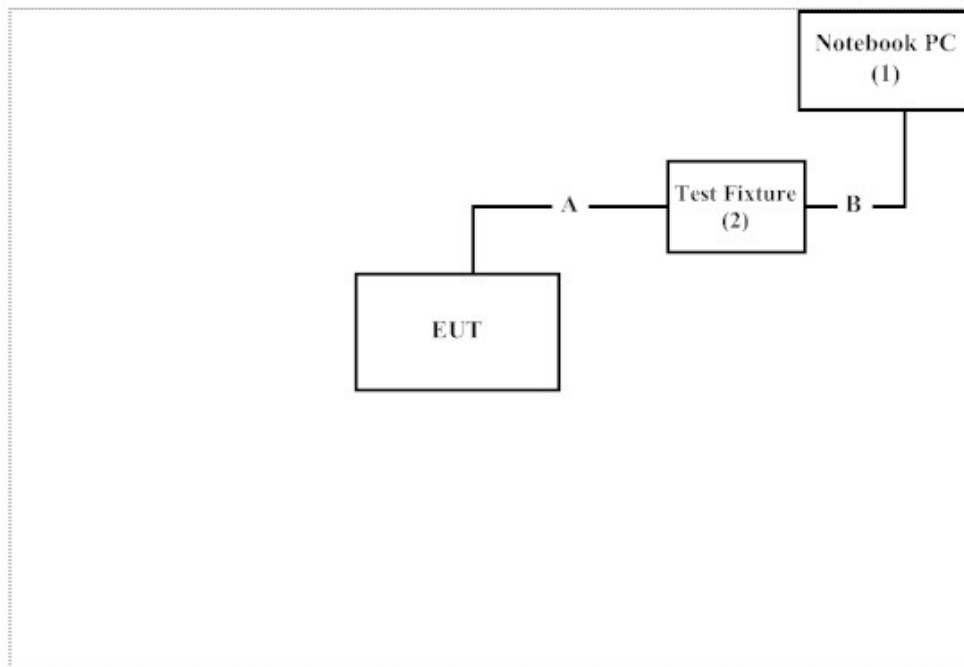 Notebook PC
(1)
Test Fixture
(2)
A
B
EUT